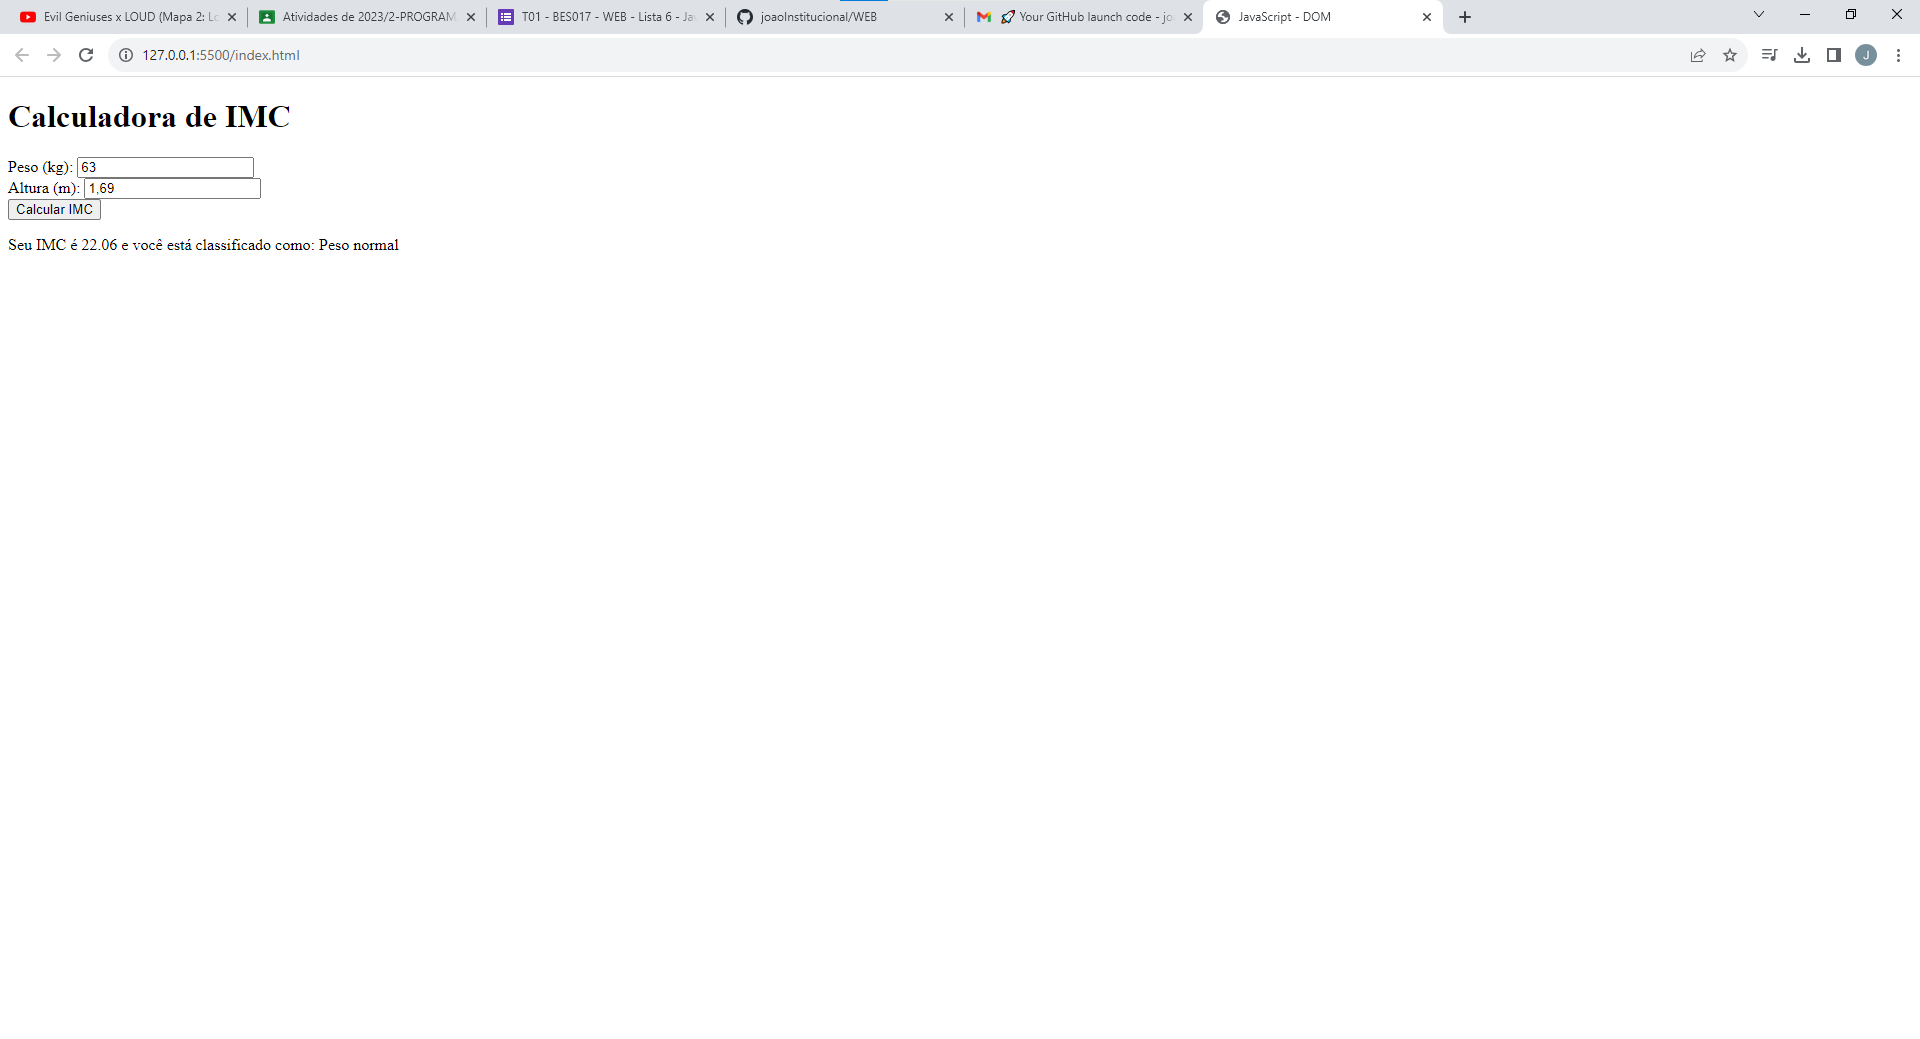 Evil Geniuses x LOUD (Mapa 2: Lo
Atividades de 2023/2-PROGRAM
T01 - BES017 - WEB - Lista 6 - Jav
joaoInstitucional/WEB
🚀 Your GitHub launch code - jo
JavaScript - DOM
127.0.0.1:5500/index.html
J
Calculadora de IMC
Peso (kg): 63
Altura (m): 1,69
Calcular IMC
Seu IMC é 22.06 e você está classificado como: Peso normal